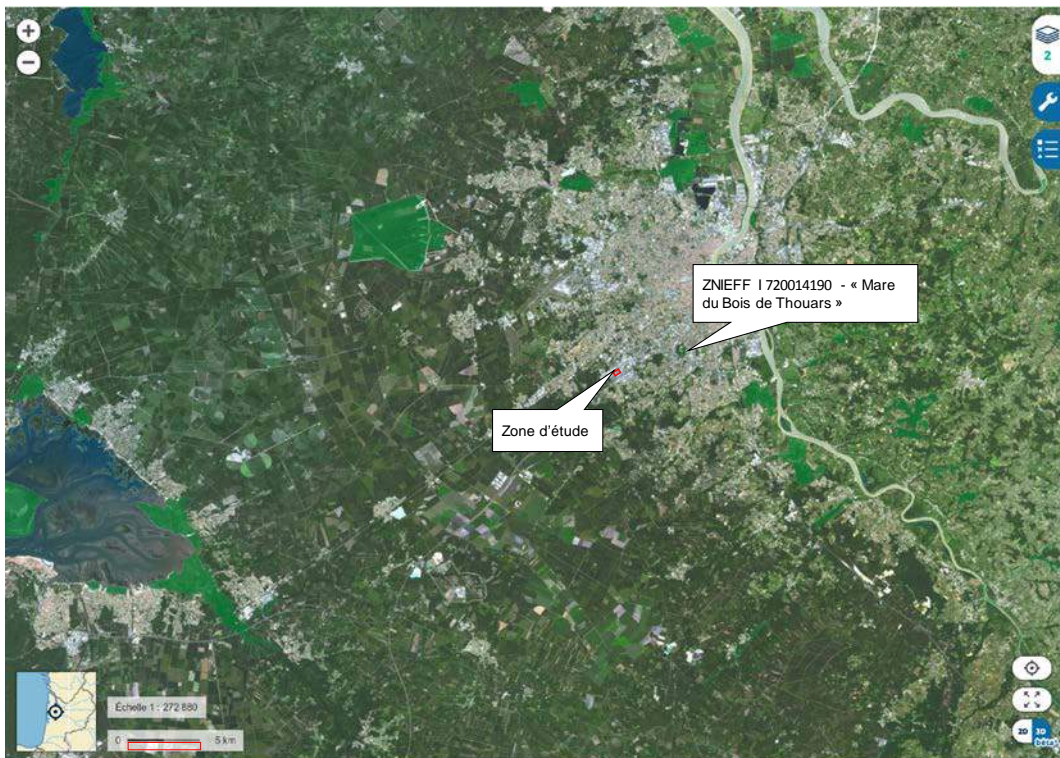 +
−
2
ZNIEFF I 720014190 - « Mare
du Bois de Thouars »
Zone d'étude
Échelle 1 : 272 880
0 5 km
2D 3D
bêta